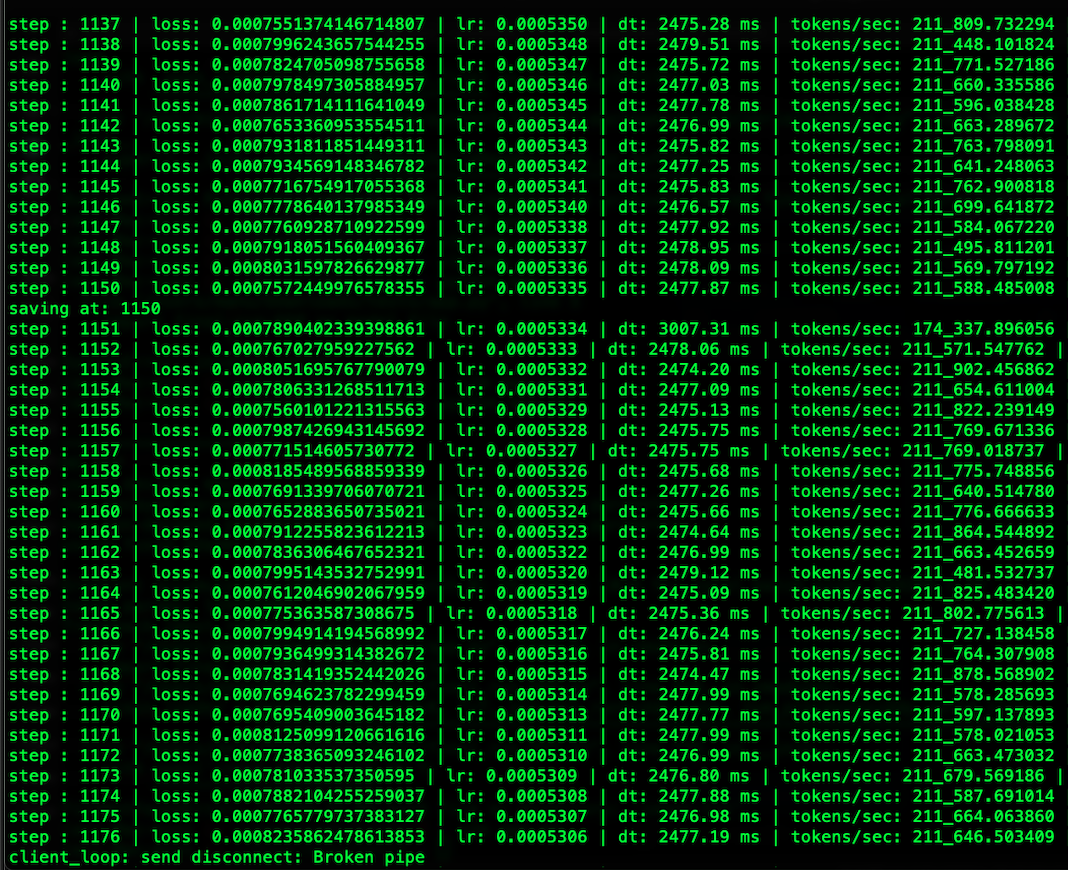 step : 1137 | loss: 0.0007551374146714807 | lr: 0.0005350 | dt: 2475.28 ms | tokens/sec: 211_809.732294
step : 1138 | loss: 0.0007996243657544255 | lr: 0.0005348 | dt: 2479.51 ms | tokens/sec: 211_448.101824
step : 1139 | loss: 0.0007824705098755658 | lr: 0.0005347 | dt: 2475.72 ms | tokens/sec: 211_771.527186
step : 1140 | loss: 0.0007978497305884957 | lr: 0.0005346 | dt: 2477.03 ms | tokens/sec: 211_660.335586
step : 1141 | loss: 0.0007861714111641049 | lr: 0.0005345 | dt: 2477.78 ms | tokens/sec: 211_596.038428
step : 1142 | loss: 0.0007653360953554511 | lr: 0.0005344 | dt: 2476.99 ms | tokens/sec: 211_663.289672
step : 1143 | loss: 0.0007931811851449311 | lr: 0.0005343 | dt: 2475.82 ms | tokens/sec: 211_763.798091
step : 1144 | loss: 0.0007934569148346782 | lr: 0.0005342 | dt: 2477.25 ms | tokens/sec: 211_641.248063
step : 1145 | loss: 0.0007716754917055368 | lr: 0.0005341 | dt: 2475.83 ms | tokens/sec: 211_762.900818
step : 1146 | loss: 0.0007778640137985349 | lr: 0.0005340 | dt: 2476.57 ms | tokens/sec: 211_699.641872
step : 1147 | loss: 0.0007760928710922599 | lr: 0.0005338 | dt: 2477.92 ms | tokens/sec: 211_584.067220
step : 1148 | loss: 0.0007918051560409367 | lr: 0.0005337 | dt: 2478.95 ms | tokens/sec: 211_495.811201
step : 1149 | loss: 0.0008031597826629877 | lr: 0.0005336 | dt: 2478.09 ms | tokens/sec: 211_569.797192
step : 1150 | loss: 0.0007572449976578355 | lr: 0.0005335 | dt: 2477.87 ms | tokens/sec: 211_588.485008
saving at: 1150
step : 1151 | loss: 0.0007890402339398861 | lr: 0.0005334 | dt: 3007.31 ms | tokens/sec: 174_337.896056
step : 1152 | loss: 0.000767027959227562 | lr: 0.0005333 | dt: 2478.06 ms | tokens/sec: 211_571.547762 |
step : 1153 | loss: 0.0008051695767790079 | lr: 0.0005332 | dt: 2474.20 ms | tokens/sec: 211_902.456862
step : 1154 | loss: 0.0007806331268511713 | lr: 0.0005331 | dt: 2477.09 ms | tokens/sec: 211_654.611004
step : 1155 | loss: 0.0007560101221315563 | lr: 0.0005329 | dt: 2475.13 ms | tokens/sec: 211_822.239149
step : 1156 | loss: 0.0007987426943145692 | lr: 0.0005328 | dt: 2475.75 ms | tokens/sec: 211_769.671336
step : 1157 | loss: 0.000771514605730772 | lr: 0.0005327 | dt: 2475.75 ms | tokens/sec: 211_769.018737 |
step : 1158 | loss: 0.0008185489568859339 | lr: 0.0005326 | dt: 2475.68 ms | tokens/sec: 211_775.748856
step : 1159 | loss: 0.0007691339706070721 | lr: 0.0005325 | dt: 2477.26 ms | tokens/sec: 211_640.514780
step : 1160 | loss: 0.0007652883650735021 | lr: 0.0005324 | dt: 2475.66 ms | tokens/sec: 211_776.666633
step : 1161 | loss: 0.0007912255823612213 | lr: 0.0005323 | dt: 2474.64 ms | tokens/sec: 211_864.544892
step : 1162 | loss: 0.0007836306467652321 | lr: 0.0005322 | dt: 2476.99 ms | tokens/sec: 211_663.452659
step : 1163 | loss: 0.0007995143532752991 | lr: 0.0005320 | dt: 2479.12 ms | tokens/sec: 211_481.532737
step : 1164 | loss: 0.0007612046902067959 | lr: 0.0005319 | dt: 2475.09 ms | tokens/sec: 211_825.483420
step : 1165 | loss: 0.000775363587308675 | lr: 0.0005318 | dt: 2475.36 ms | tokens/sec: 211_802.775613 |
step : 1166 | loss: 0.0007994914194568992 | lr: 0.0005317 | dt: 2476.24 ms | tokens/sec: 211_727.138458
step : 1167 | loss: 0.0007936499314382672 | lr: 0.0005316 | dt: 2475.81 ms | tokens/sec: 211_764.307908
step : 1168 | loss: 0.0007831419352442026 | lr: 0.0005315 | dt: 2474.47 ms | tokens/sec: 211_878.568902
step : 1169 | loss: 0.0007694623782299459 | lr: 0.0005314 | dt: 2477.99 ms | tokens/sec: 211_578.285693
step : 1170 | loss: 0.0007695409003645182 | lr: 0.0005313 | dt: 2477.77 ms | tokens/sec: 211_597.137893
step : 1171 | loss: 0.0008125099120661616 | lr: 0.0005311 | dt: 2477.99 ms | tokens/sec: 211_578.021053
step : 1172 | loss: 0.0007738365093246102 | lr: 0.0005310 | dt: 2476.99 ms | tokens/sec: 211_663.473032
step : 1173 | loss: 0.000781033537350595 | lr: 0.0005309 | dt: 2476.80 ms | tokens/sec: 211_679.569186 |
step : 1174 | loss: 0.0007882104255259037 | lr: 0.0005308 | dt: 2477.88 ms | tokens/sec: 211_587.691014
step : 1175 | loss: 0.0007765779737383127 | lr: 0.0005307 | dt: 2476.98 ms | tokens/sec: 211_664.063860
step : 1176 | loss: 0.0008235862478613853 | lr: 0.0005306 | dt: 2477.19 ms | tokens/sec: 211_646.503409
client_loop: send disconnect: Broken pipe